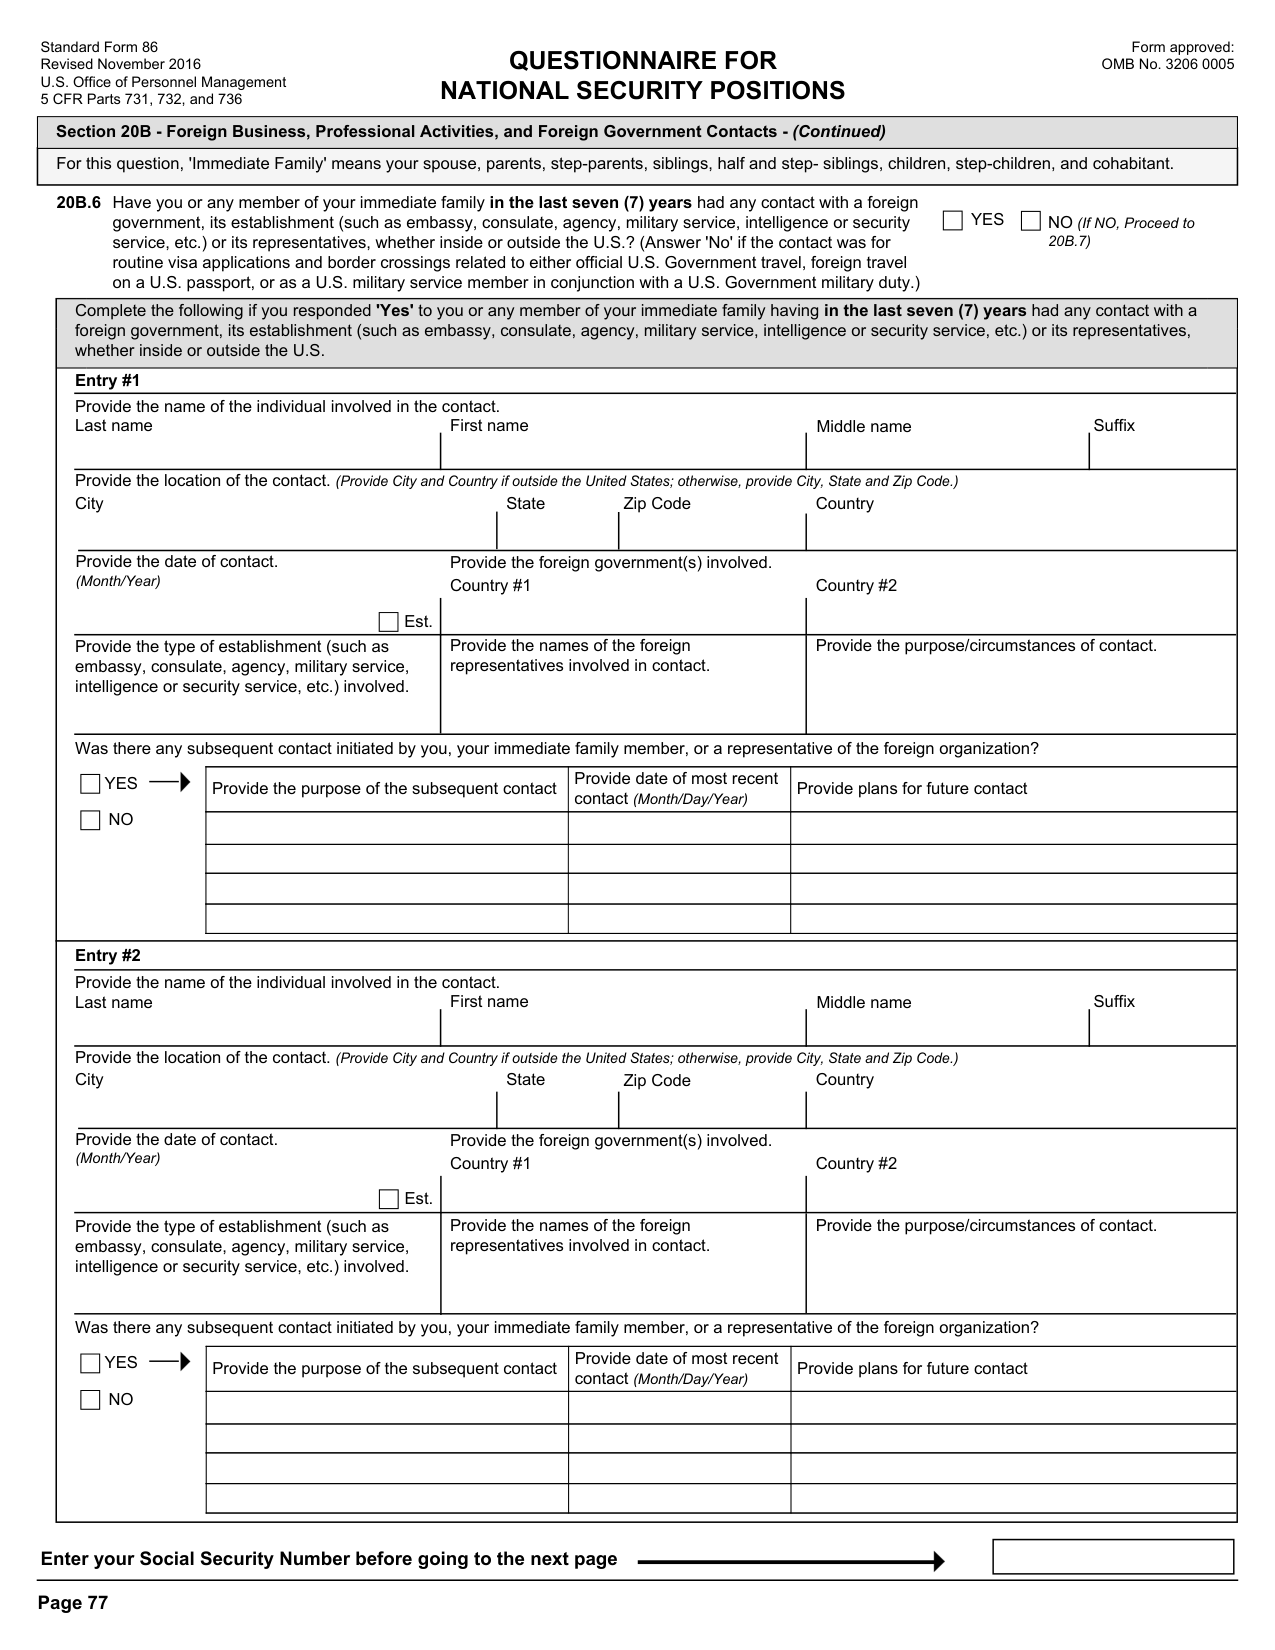 Standard Form 86
Revised November 2016
U.S. Office of Personnel Management
5 CFR Parts 731, 732, and 736
QUESTIONNAIRE FOR
NATIONAL SECURITY POSITIONS
Form approved:
OMB No. 3206 0005
Section 20B - Foreign Business, Professional Activities, and Foreign Government Contacts - (Continued)
For this question, 'Immediate Family' means your spouse, parents, step-parents, siblings, half and step- siblings, children, step-children, and cohabitant.
20B.6 Have you or any member of your immediate family in the last seven (7) years had any contact with a foreign
government, its establishment (such as embassy, consulate, agency, military service, intelligence or security
service, etc.) or its representatives, whether inside or outside the U.S.? (Answer 'No' if the contact was for
routine visa applications and border crossings related to either official U.S. Government travel, foreign travel
on a U.S. passport, or as a U.S. military service member in conjunction with a U.S. Government military duty.)
YES NO (If NO, Proceed to
20B.7)
Complete the following if you responded 'Yes' to you or any member of your immediate family having in the last seven (7) years had any contact with a
foreign government, its establishment (such as embassy, consulate, agency, military service, intelligence or security service, etc.) or its representatives,
whether inside or outside the U.S.
Entry #1
Provide the name of the individual involved in the contact.
Last name First name Middle name Suffix
Provide the location of the contact. (Provide City and Country if outside the United States; otherwise, provide City, State and Zip Code.)
City State Zip Code Country
Provide the date of contact.
(Month/Year)
Est.
Provide the foreign government(s) involved.
Country #1 Country #2
Provide the type of establishment (such as
embassy, consulate, agency, military service,
intelligence or security service, etc.) involved.
Provide the names of the foreign
representatives involved in contact.
Provide the purpose/circumstances of contact.
Was there any subsequent contact initiated by you, your immediate family member, or a representative of the foreign organization?
YES
NO
Provide the purpose of the subsequent contact
Provide date of most recent
contact (Month/Day/Year)
Provide plans for future contact
Entry #2
Provide the name of the individual involved in the contact.
Last name First name Middle name Suffix
Provide the location of the contact. (Provide City and Country if outside the United States; otherwise, provide City, State and Zip Code.)
City State Zip Code Country
Provide the date of contact.
(Month/Year)
Est.
Provide the foreign government(s) involved.
Country #1 Country #2
Provide the type of establishment (such as
embassy, consulate, agency, military service,
intelligence or security service, etc.) involved.
Provide the names of the foreign
representatives involved in contact.
Provide the purpose/circumstances of contact.
Was there any subsequent contact initiated by you, your immediate family member, or a representative of the foreign organization?
YES
NO
Provide the purpose of the subsequent contact
Provide date of most recent
contact (Month/Day/Year)
Provide plans for future contact
Enter your Social Security Number before going to the next page
Page 77